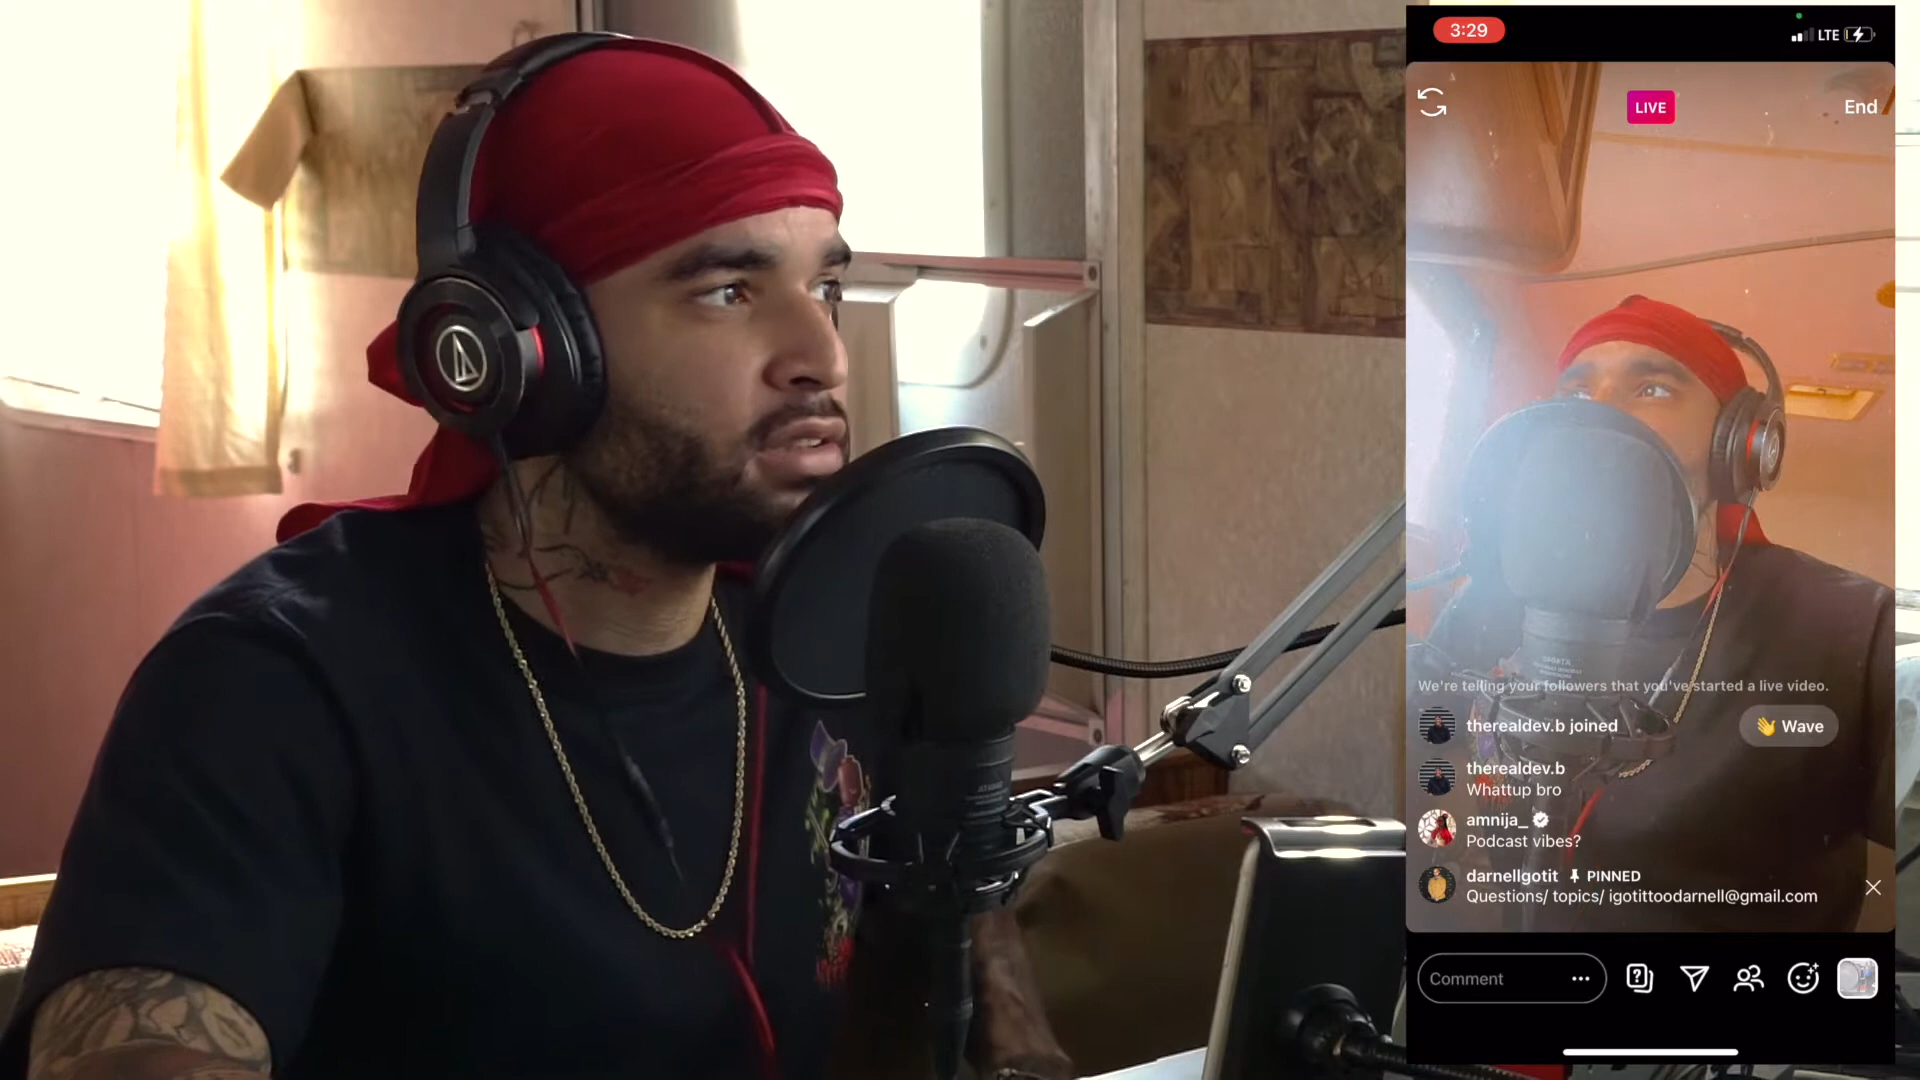 3:29
LTE
LIVE
End
We're telling your followers that you've started a live video.
therealdev.b joined
👋 Wave
therealdev.b
Whattup bro
amnija_
Podcast vibes?
darnellgotit PINNED
Questions/ topics/ igotittoodarnell@gmail.com
Comment